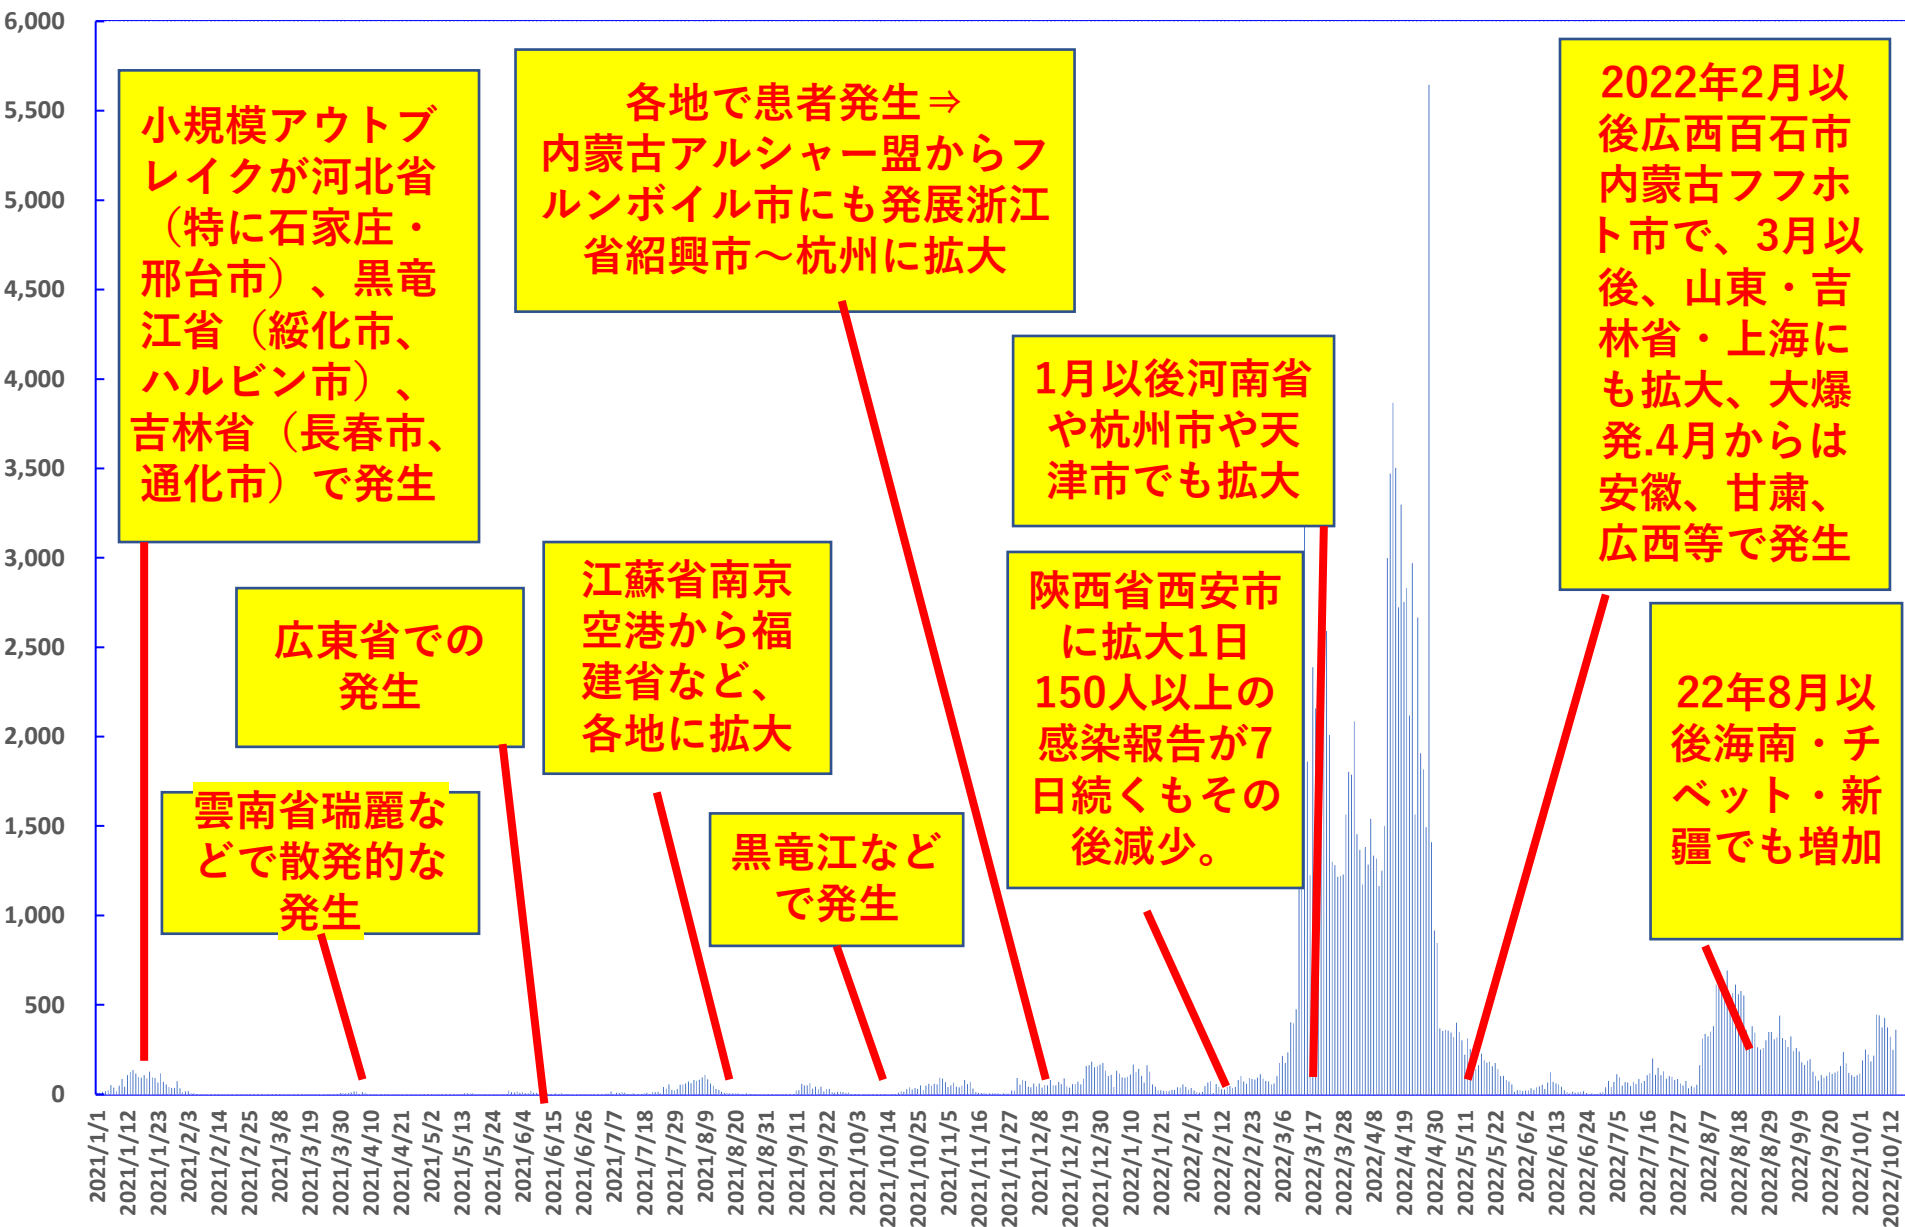 6,000
5,500
5,000
4,500
4,000
3,500
3,000
2,500
2,000
1,500
1,000
500
0
小規模アウトブ
レイクが河北省
（特に石家庄・
邢台市）、黒竜
江省（綏化市、
ハルビン市）、
吉林省（長春市、
通化市）で発生
雲南省瑞麗な
どで散発的な
発生
広東省での
発生
江蘇省南京
空港から福
建省など、
各地に拡大
黒竜江など
で発生
各地で患者発生⇒
内蒙古アルシャー盟からフ
ルンボイル市にも発展浙江
省紹興市～杭州に拡大
陝西省西安市
に拡大1日
150人以上の
感染報告が7
日続くもその
後減少。
1月以後河南省
や杭州市や天
津市でも拡大
2022年2月以
後広西百石市
内蒙古フフホ
ト市で、3月以
後、山東・吉
林省・上海に
も拡大、大爆
発.4月からは
安徽、甘粛、
広西等で発生
22年8月以
後海南・チ
ベット・新
疆でも増加
2021/1/1
2021/1/12
2021/1/23
2021/2/3
2021/2/14
2021/2/25
2021/3/8
2021/3/19
2021/3/30
2021/4/10
2021/4/21
2021/5/2
2021/5/13
2021/5/24
2021/6/4
2021/6/15
2021/6/26
2021/7/7
2021/7/18
2021/7/29
2021/8/9
2021/8/20
2021/8/31
2021/9/11
2021/9/22
2021/10/3
2021/10/14
2021/10/25
2021/11/5
2021/11/16
2021/11/27
2021/12/8
2021/12/19
2021/12/30
2022/1/10
2022/1/21
2022/2/1
2022/2/12
2022/2/23
2022/3/6
2022/3/17
2022/3/28
2022/4/8
2022/4/19
2022/4/30
2022/5/11
2022/5/22
2022/6/2
2022/6/13
2022/6/24
2022/7/5
2022/7/16
2022/7/27
2022/8/7
2022/8/18
2022/8/29
2022/9/9
2022/9/20
2022/10/1
2022/10/12